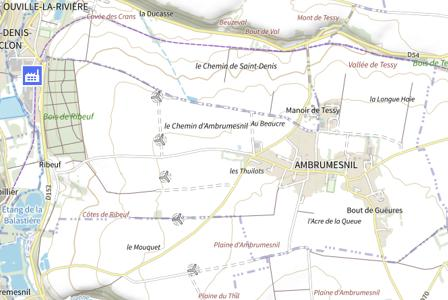 OUVILLE-LA-RIVIÈRE
Cavée des Crans
la Ducasse
Beuzeval
Bout de Val
Mont de Tessy
-DENIS-
CLON
D54
le Chemin de Saint-Denis
Vallée de Tessy
Bois de Te
la Longue Haie
Manoir de Tessy
Bois de Ribeuf
le Chemin d'Ambrumesnil
Au Beaucre
Ribeuf
AMBRUMESNIL
les Thuilots
D152
Étang de la
Balastière
Côtes de Ribeuf
Bout de Gueures
l'Acre de la Queue
le Mouquet
Plaine d'Ambrumesnil
Plaine du Thil
Plaine d'Ambrumesnil